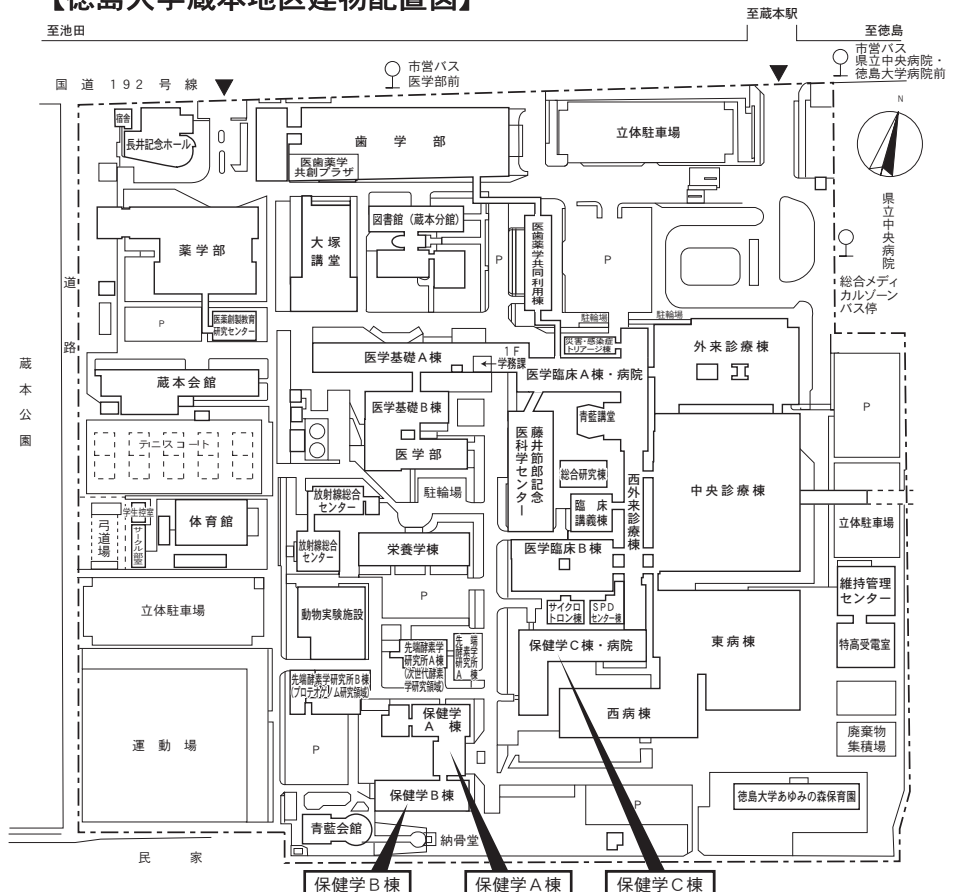 【徳島大学蔵本地区建物配置図】
至蔵本駅
至池田
至徳島
市営バス
医学部前
市営バス
県立中央病院・
徳島大学病院前
国道192号線
N
宿舎
長井記念ホール
歯学部
医歯薬学
共創プラザ
立体駐車場
県立中央病院
総合メディ
カルゾーン
バス停
薬学部
大塚
講堂
図書館(蔵本分館)
医歯薬学共同利用棟
P
P
道路
P
医薬創製教育
研究センター
駐輪場
駐輪場
災害・感染症
トリアージ棟
外来診療棟
医学基礎A棟
1F
学務課
医学臨床A棟・病院
蔵本公園
蔵本会館
医学基礎B棟
医学部
青藍講堂
P
テニスコート
藤井節郎記念
医科学センター
総合研究棟
西外来診療棟
中央診療棟
放射線総合
センター
駐輪場
臨床
講義棟
学生控室
サークル部室
弓道場
体育館
放射線総合
センター
栄養学棟
医学臨床B棟
立体駐車場
維持管理
センター
立体駐車場
動物実験施設
P
サイクロ
トロン棟
SPD
センター棟
東病棟
特高受電室
先端酵素学
研究所A棟
(次世代酵素
学研究領域)
先端
酵素学
研究所
A棟
保健学C棟・病院
先端酵素学研究所B棟
(プロテオゲノム研究領域)
西病棟
保健学
A棟
運動場
P
廃棄物
集積場
保健学B棟
P
徳島大学あゆみの森保育園
青藍会館
納骨堂
民家
保健学B棟
保健学A棟
保健学C棟